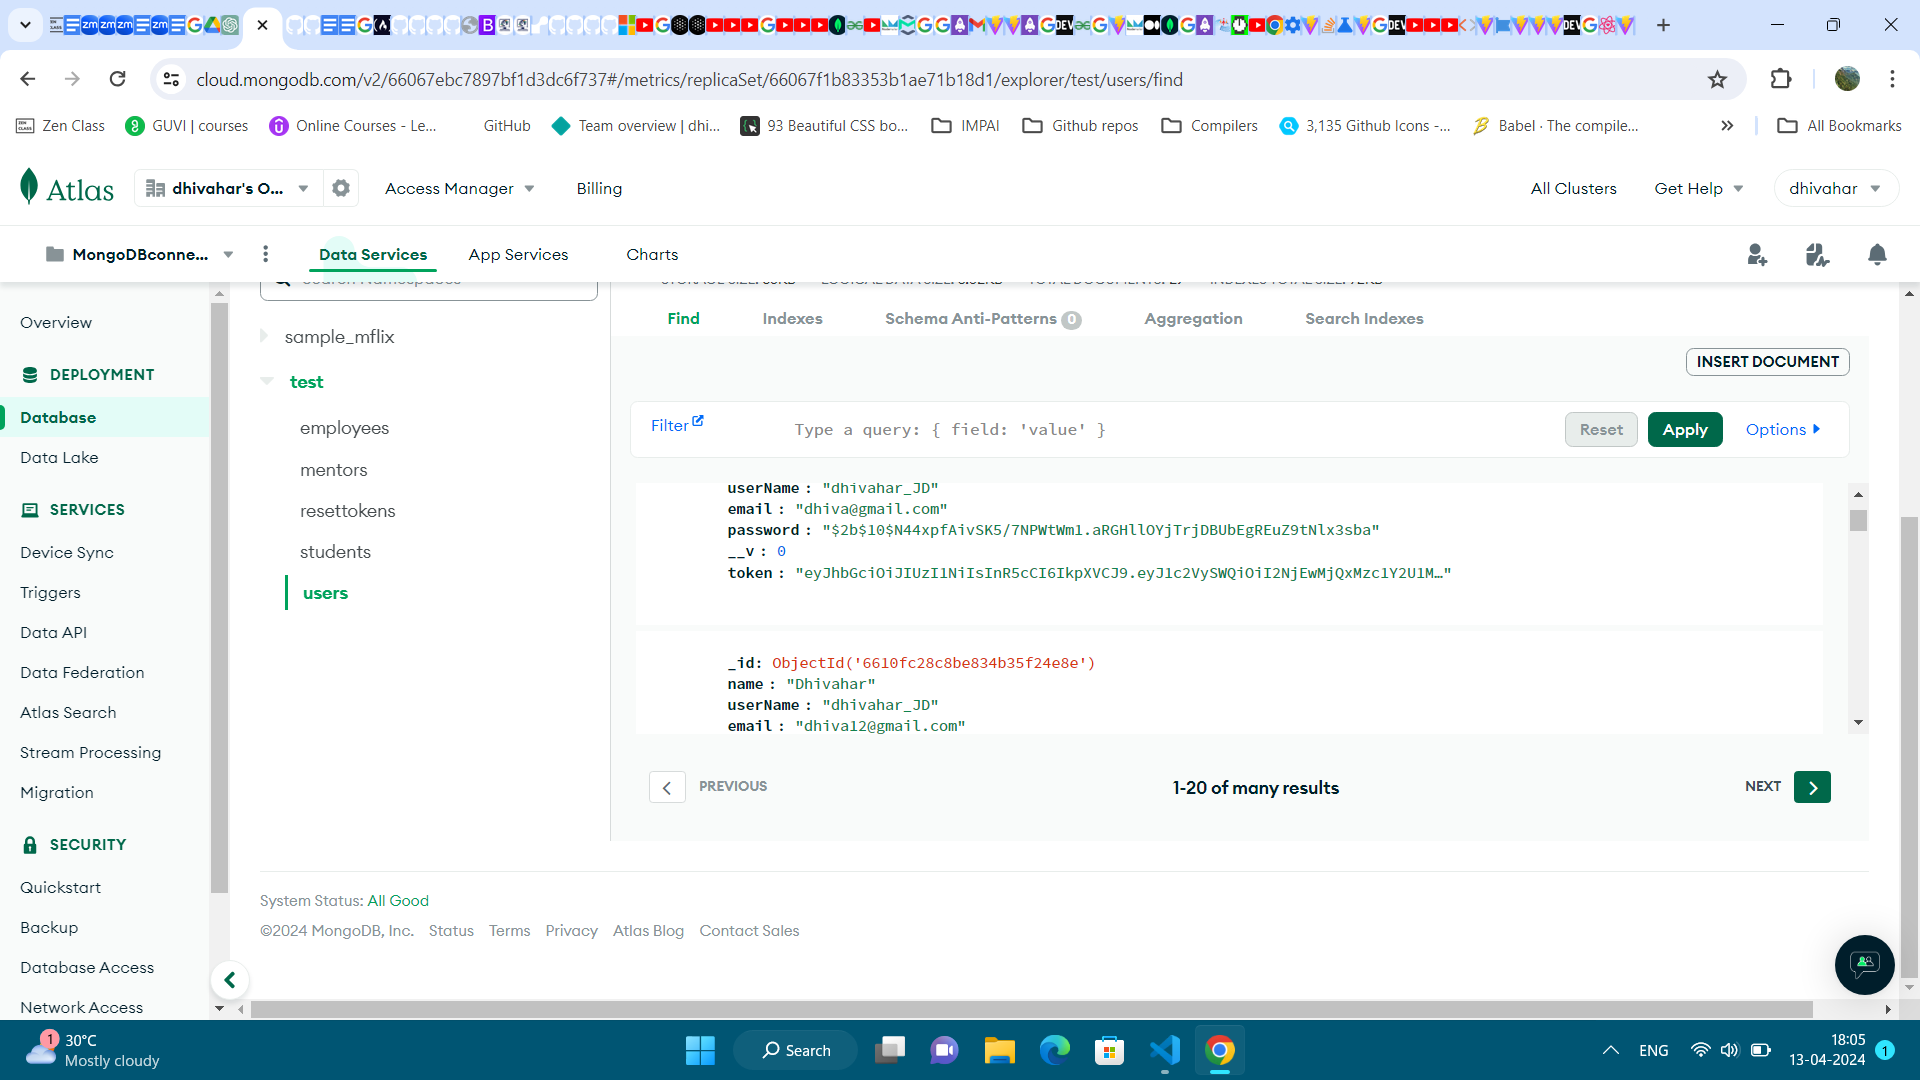 cloud.mongodb.com/v2/66067ebc7897bf1d3dc6f737#/metrics/replicaSet/66067f1b83353b1ae71b18d1/explorer/test/users/find
Zen Class GUVI | courses Online Courses - Le... GitHub Team overview | dhi... 93 Beautiful CSS bo... IMPAI Github repos Compilers 3,135 Github Icons -... Babel · The compile... All Bookmarks
Atlas dhivahar's O... Access Manager Billing All Clusters Get Help dhivahar
MongoDBconne... Data Services App Services Charts
Overview
DEPLOYMENT
Database
Data Lake
SERVICES
Device Sync
Triggers
Data API
Data Federation
Atlas Search
Stream Processing
Migration
SECURITY
Quickstart
Backup
Database Access
Network Access
sample_mflix
test
employees
mentors
resettokens
students
users
Find Indexes Schema Anti-Patterns 0 Aggregation Search Indexes
INSERT DOCUMENT
Filter Type a query: { field: 'value' } Reset Apply Options
userName : "dhivahar_JD"
email : "dhiva@gmail.com"
password : "$2b$10$N44xpfAivSK5/7NPWtWm1.aRGHllOYjTrjDBUbEgREuZ9tNlx3sba"
__v : 0
token : "eyJhbGciOiJIUzI1NiIsInR5cCI6IkpXVCJ9.eyJ1c2VySWQiOiI2NjEwMjQxMzc1Y2U1M…"
_id: ObjectId('6610fc28c8be834b35f24e8e')
name : "Dhivahar"
userName : "dhivahar_JD"
email : "dhiva12@gmail.com"
PREVIOUS 1-20 of many results NEXT
System Status: All Good
©2024 MongoDB, Inc. Status Terms Privacy Atlas Blog Contact Sales
1 30°C
Mostly cloudy
Search
ENG
18:05
13-04-2024
1